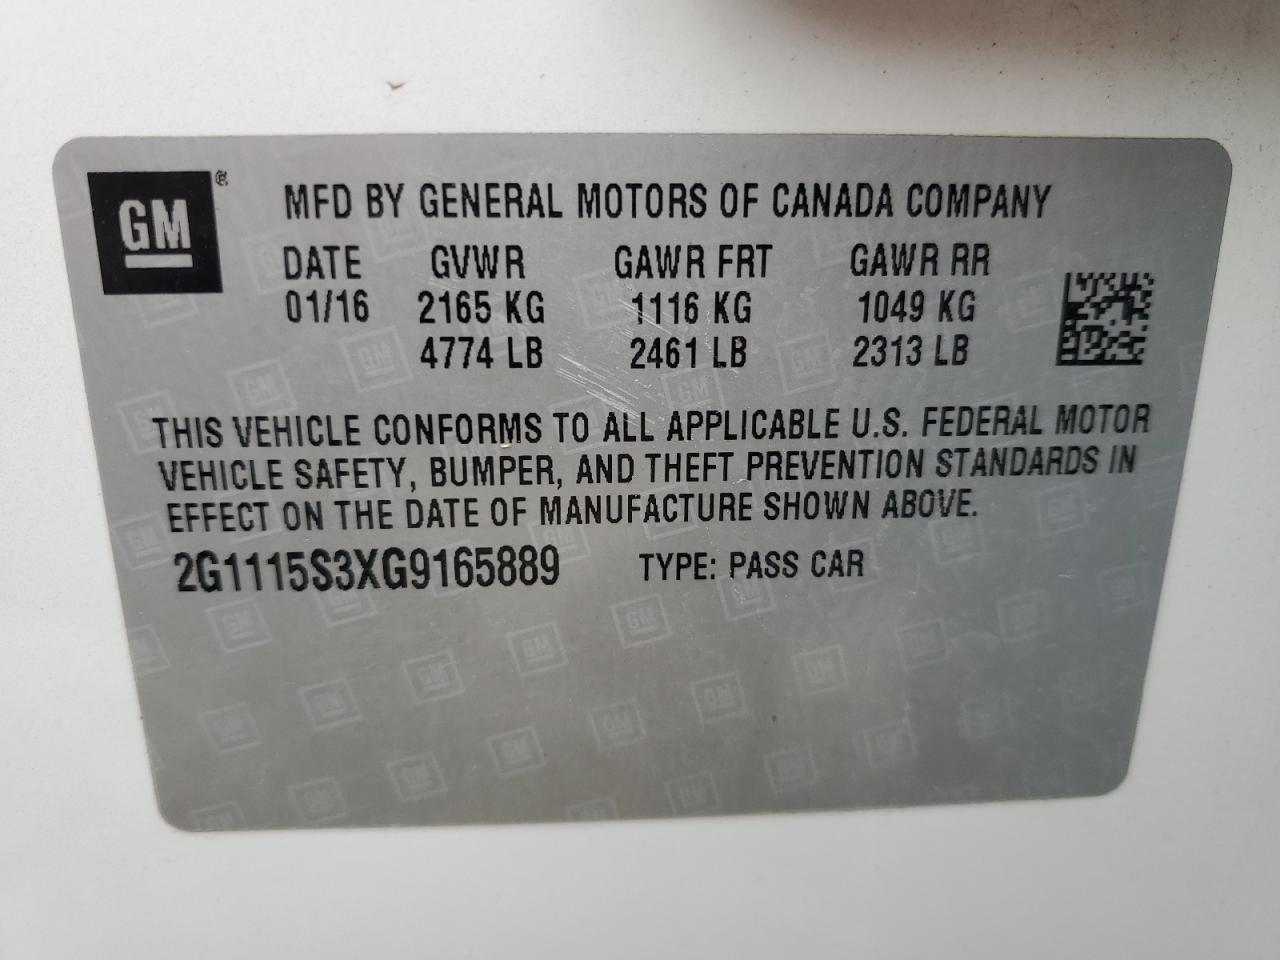 GM®
MFD BY GENERAL MOTORS OF CANADA COMPANY
DATE GVWR GAWR FRT GAWR RR
01/16 2165 KG 1116 KG 1049 KG
4774 LB 2461 LB 2313 LB
THIS VEHICLE CONFORMS TO ALL APPLICABLE U.S. FEDERAL MOTOR
VEHICLE SAFETY, BUMPER, AND THEFT PREVENTION STANDARDS IN
EFFECT ON THE DATE OF MANUFACTURE SHOWN ABOVE.
2G1115S3XG9165889 TYPE: PASS CAR